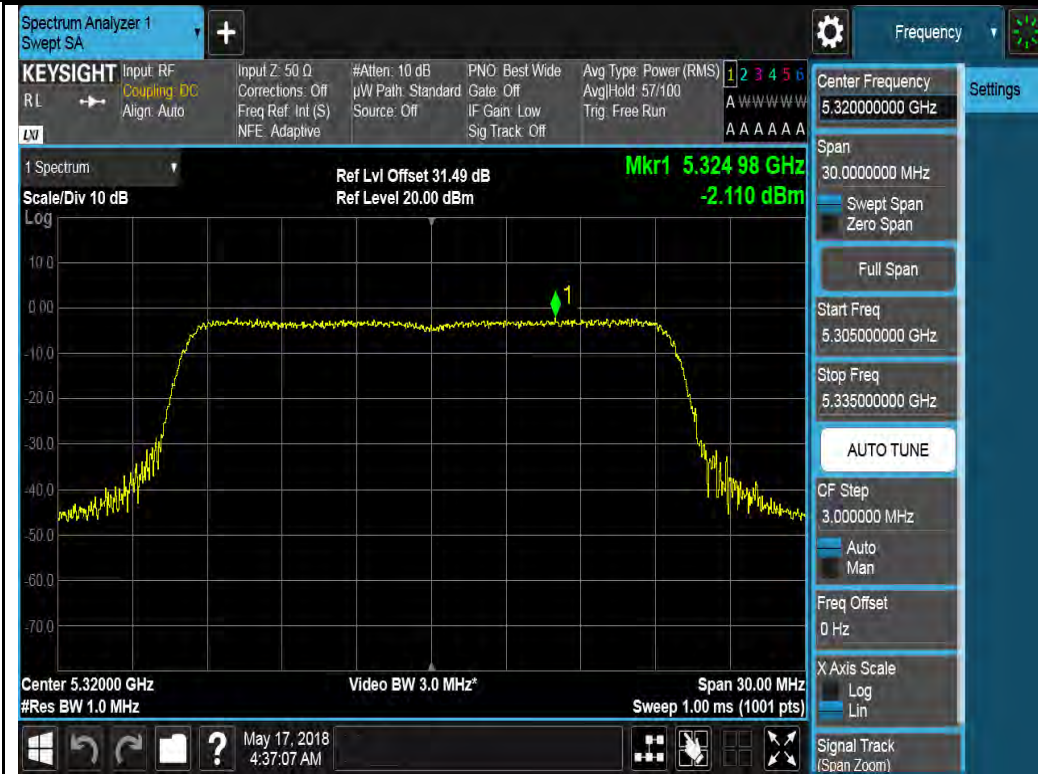 Spectrum Analyzer 1
Swept SA
+
Frequency
KEYSIGHT
RL
LXI
Input: RF
Coupling: DC
Align: Auto
Input Z: 50 Ω
Corrections: Off
Freq Ref: Int (S)
NFE: Adaptive
#Atten: 10 dB
µW Path: Standard
Source: Off
PNO: Best Wide
Gate: Off
IF Gain: Low
Sig Track: Off
Avg Type: Power (RMS)
Avg|Hold: 57/100
Trig: Free Run
1 2 3 4 5 6
A W W W W W
A A A A A A
Center Frequency
5.320000000 GHz
Settings
Span
30.0000000 MHz
Swept Span
Zero Span
Full Span
Start Freq
5.305000000 GHz
Stop Freq
5.335000000 GHz
AUTO TUNE
CF Step
3.000000 MHz
Auto
Man
Freq Offset
0 Hz
X Axis Scale
Log
Lin
Signal Track
(Span Zoom)
1 Spectrum
Scale/Div 10 dB
Log
Ref Lvl Offset 31.49 dB
Ref Level 20.00 dBm
Mkr1 5.324 98 GHz
-2.110 dBm
1
10.0
0.00
-10.0
-20.0
-30.0
-40.0
-50.0
-60.0
-70.0
Center 5.32000 GHz
#Res BW 1.0 MHz
Video BW 3.0 MHz*
Span 30.00 MHz
Sweep 1.00 ms (1001 pts)
?
May 17, 2018
4:37:07 AM